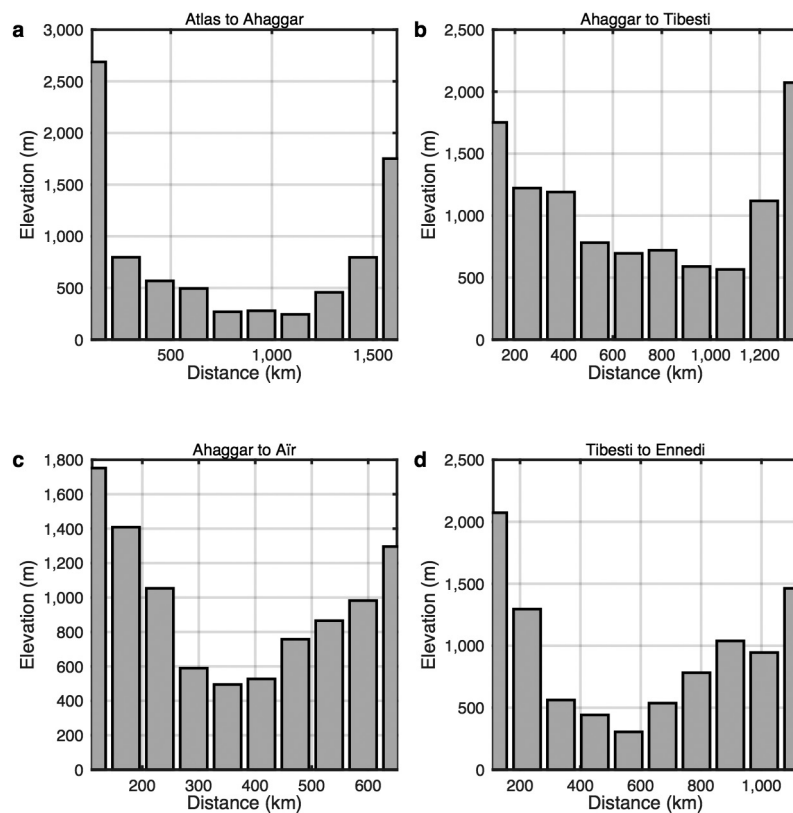 a
Atlas to Ahaggar
3,000
2,500
2,000
1,500
1,000
500
0
Elevation (m)
500 1,000 1,500
Distance (km)
b
Ahaggar to Tibesti
2,500
2,000
1,500
1,000
500
0
Elevation (m)
200 400 600 800 1,000 1,200
Distance (km)
c
Ahaggar to Aïr
1,800
1,600
1,400
1,200
1,000
800
600
400
200
0
Elevation (m)
200 300 400 500 600
Distance (km)
d
Tibesti to Ennedi
2,500
2,000
1,500
1,000
500
0
Elevation (m)
200 400 600 800 1,000
Distance (km)